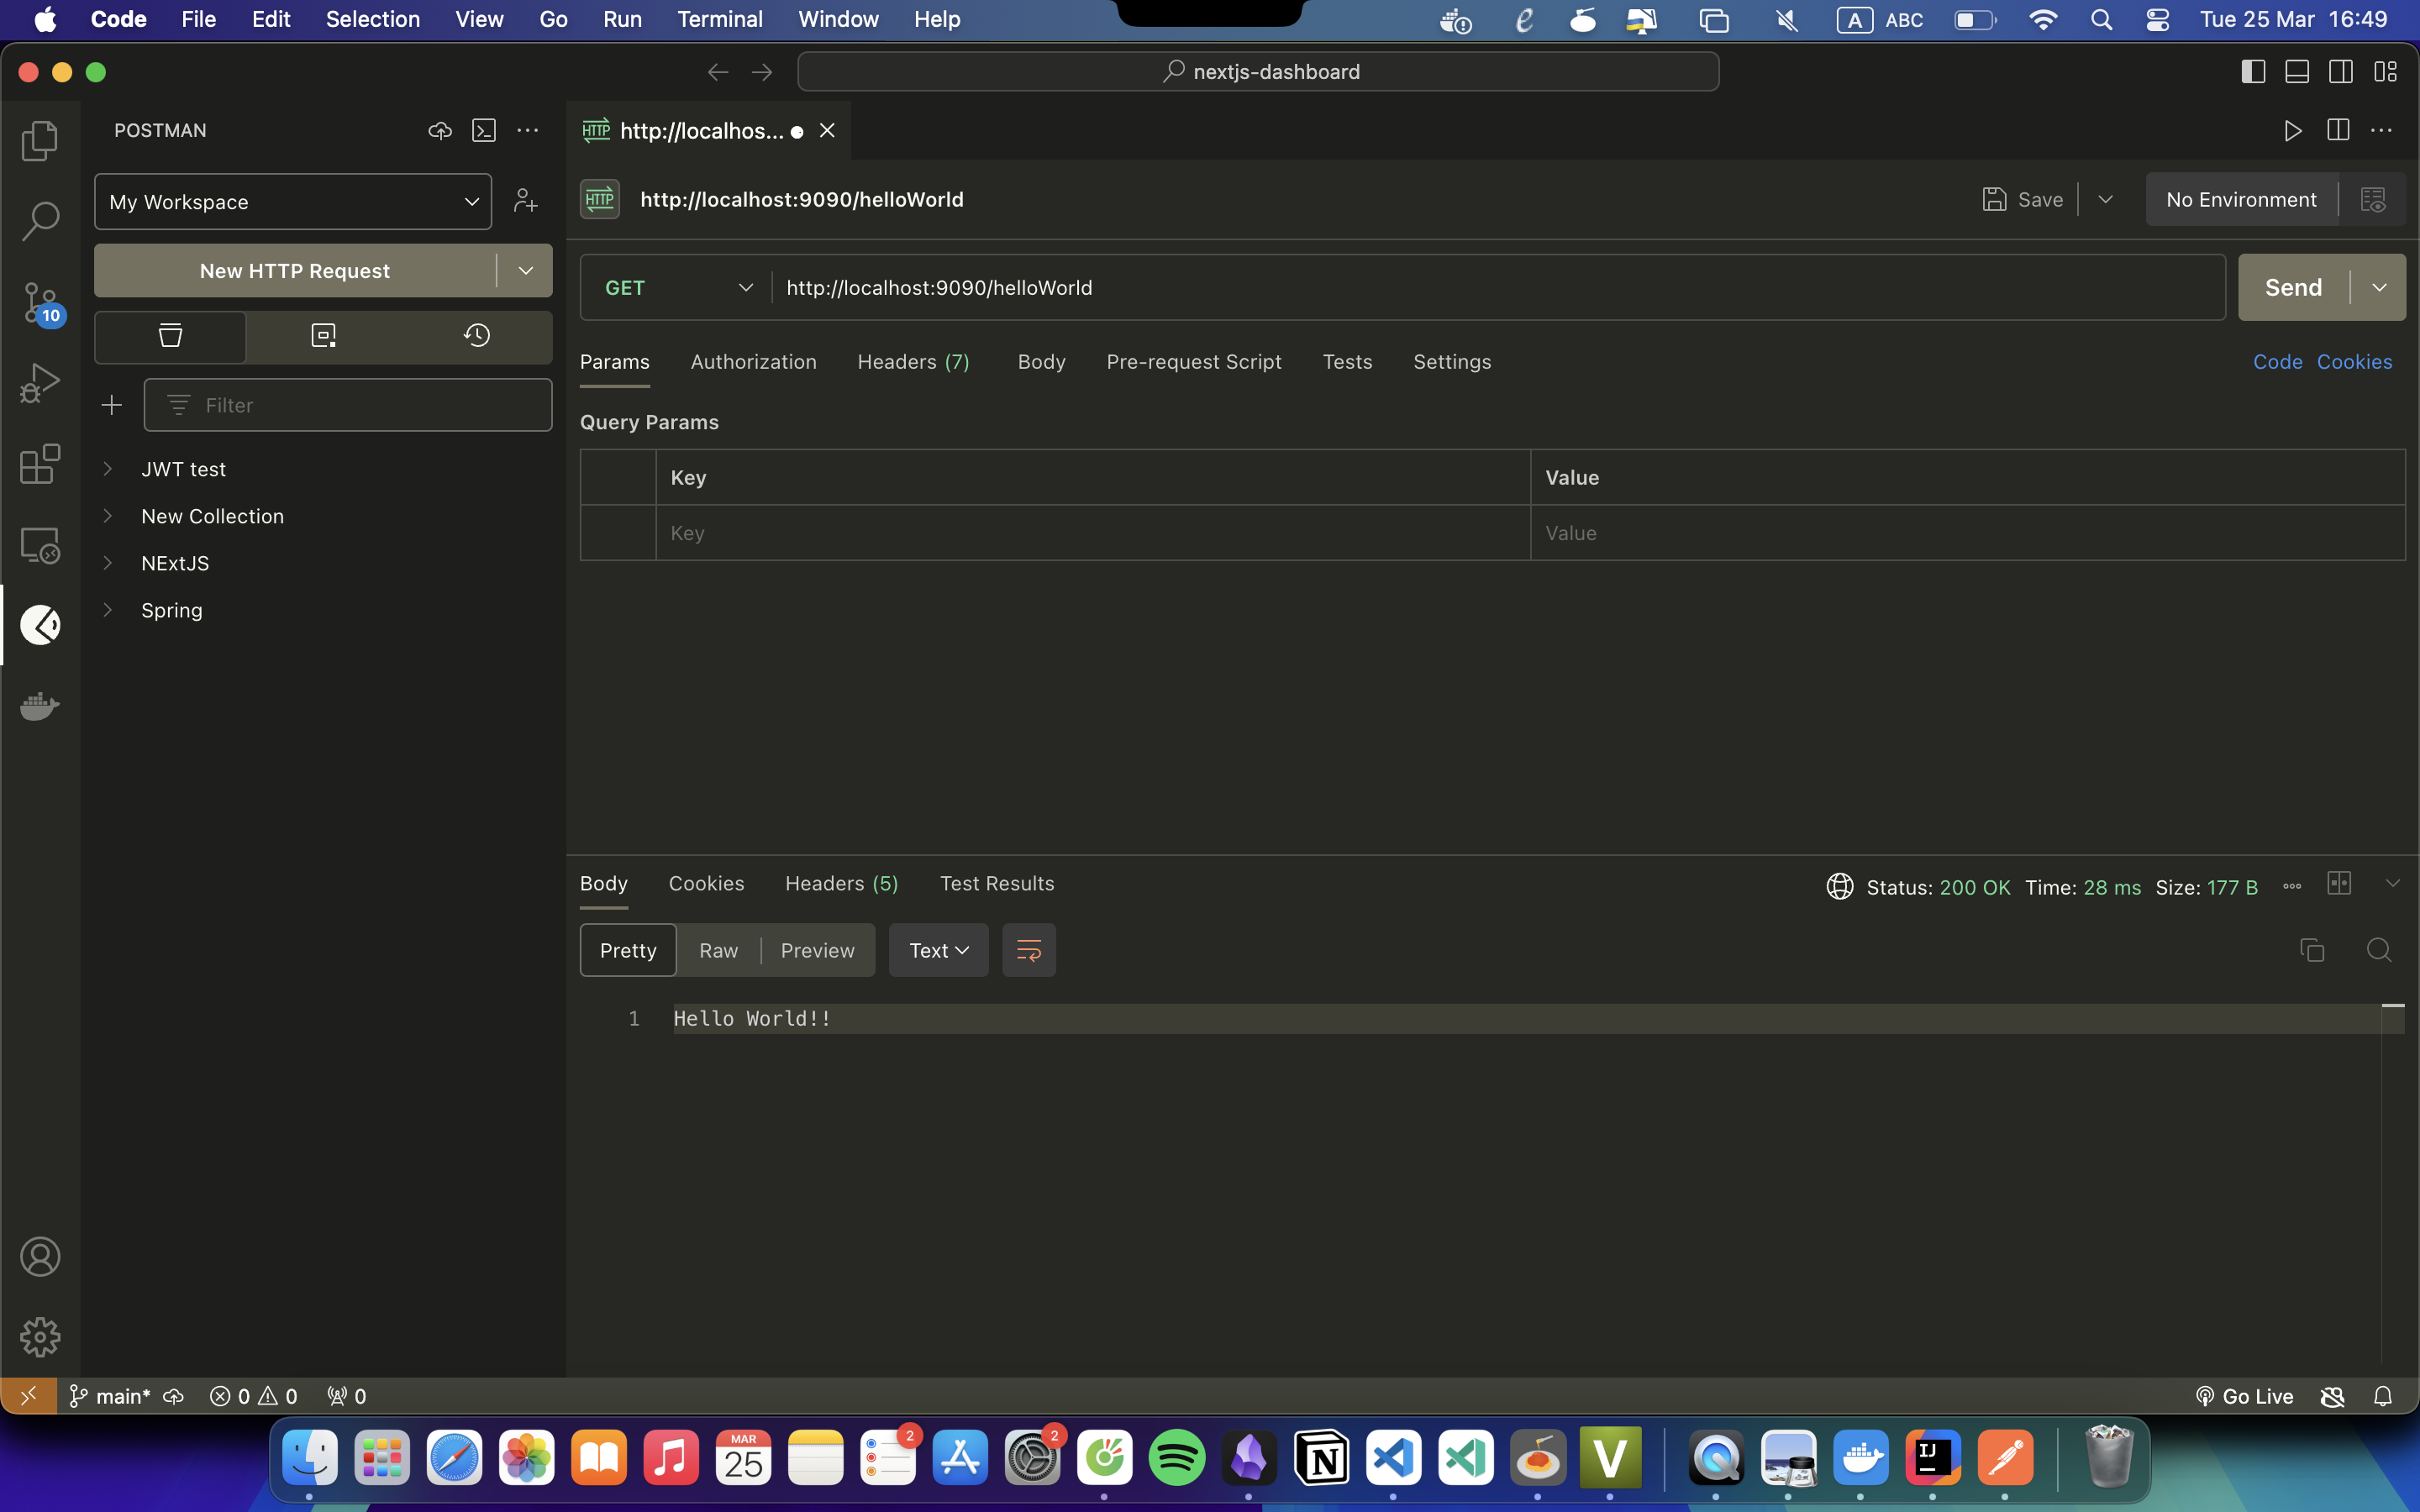 Code File Edit Selection View Go Run Terminal Window Help A ABC Tue 25 Mar 16:49
nextjs-dashboard
POSTMAN
HTTP http://localhos...
My Workspace
HTTP http://localhost:9090/helloWorld Save No Environment
New HTTP Request
GET http://localhost:9090/helloWorld Send
10
Params Authorization Headers (7) Body Pre-request Script Tests Settings Code Cookies
Filter
Query Params
JWT test
Key Value
New Collection
Key Value
NExtJS
Spring
Body Cookies Headers (5) Test Results Status: 200 OK Time: 28 ms Size: 177 B
Pretty Raw Preview Text
1 Hello World!!
main* 0 0 0 Go Live
2 2
MAR
25
N V IJ